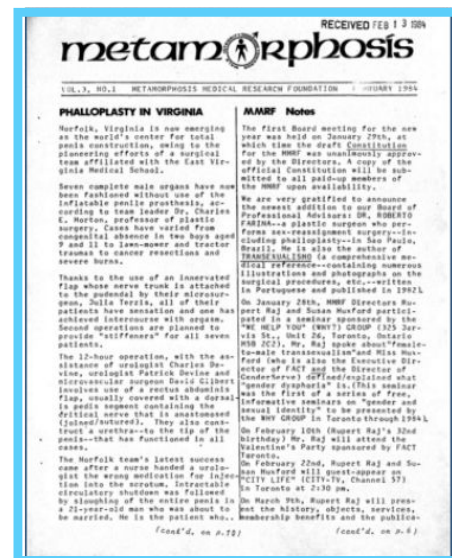 RECEIVED FEB 13 1984
metamorphosis
VOL.3, NO.1 METAMORPHOSIS MEDICAL RESEARCH FOUNDATION FEBRUARY 1984
PHALLOPLASTY IN VIRGINIA
Norfolk, Virginia is now emerging
as the world's center for total
penis construction, owing to the
pioneering efforts of a surgical
team affiliated with the East Vir-
ginia Medical School.
Seven complete male organs have now
been fashioned without use of the
inflatable penile prosthesis, ac-
cording to team leader Dr. Charles
E. Horton, professor of plastic
surgery. Cases have varied from
congenital absence in two boys aged
9 and 11 to lawn-mower and tractor
traumas to cancer resections and
severe burns.
Thanks to the use of an innervated
flap whose nerve trunk is attached
to the pudendal by their microsur-
geon, Julia Terzis, all of their
patients have sensation and one has
achieved intercourse with orgasm.
Second operations are planned to
provide "stiffeners" for all seven
patients.
The 12-hour operation, with the as-
sistance of urologist Charles De-
vine, urologist Patrick Devine and
microvascular surgeon David Gilbert
involves use of a rectus abdominis
flap, usually covered with a dorsal-
is pedis segment containing the
critical nerve that is anastomosed
(joined/sutured). They also con-
struct a urethra--to the tip of the
penis--that has functioned in all
cases.
The Norfolk team's latest success
came after a nurse handed a urolo-
gist the wrong medication for injec-
tion into the scrotum. Intractable
circulatory shutdown was followed
by sloughing of the entire penis in
a 21-year-old man who was about to
be married. He is the patient who..
(cont'd. on p.10)
MMRF Notes
The first Board meeting for the new
year was held on January 29th, at
which time the draft Constitution
for the MMRF was unanimously approv-
ed by the Directors. A copy of the
official Constitution will be sub-
mitted to all paid-up members of
the MMRF upon availability.
We are very gratified to announce
the newest addition to our Board of
Professional Advisors: DR. ROBERTO
FARINA--a plastic surgeon who per-
forms sex-reassignment surgery--in-
cluding phalloplasty--in Sao Paulo,
Brazil. He is also the author of
TRANSEXUALISMO (a comprehensive me-
dical reference--containing numerous
illustrations and photographs on the
surgical procedures, etc.--written
in Portuguese and published in 1982).
On January 28th, MMRF Directors Ru-
pert Raj and Susan Huxford partici-
pated in a seminar sponsored by the
"WE HELP YOU" (WHY?) GROUP (325 Jar-
vis St., Unit 26, Toronto, Ontario
M5B 2C2). Mr. Raj spoke about "female-
to-male transsexualism" and Miss Hux-
ford (who is also the Executive Dir-
ector of FACT and the Director of
GenderServe) defined/explained what
"gender dysphoria" is. (This seminar
was the first of a series of free,
informative seminars on "gender and
sexual identity" to be presented by
the WHY GROUP in Toronto through 1984).
On February 10th (Rupert Raj's 32nd
birthday) Mr. Raj will attend the
Valentine's Party sponsored by FACT
Toronto.
On February 22nd, Rupert Raj and Su-
san Huxford will guest-appear on
"CITY LIFE" (CITY-TV, Channel 57)
in Toronto at 2:30 pm.
On March 9th, Rupert Raj will pres-
ent the history, objects, services,
membership benefits and the publica-
(cont'd. on p.6)